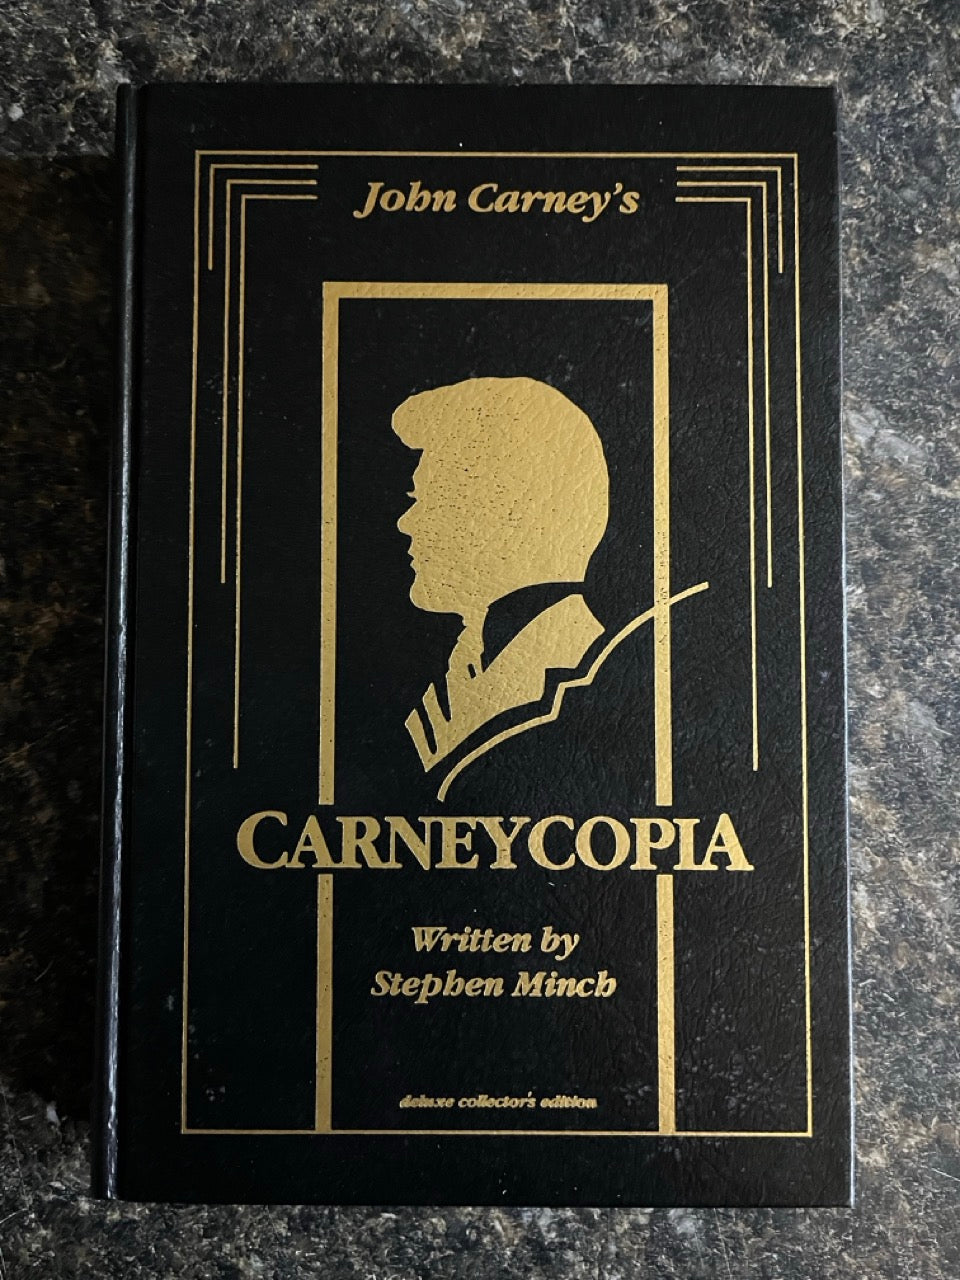 John Carney's
CARNEYCOPIA
Written by
Stephen Minch
deluxe collector's edition